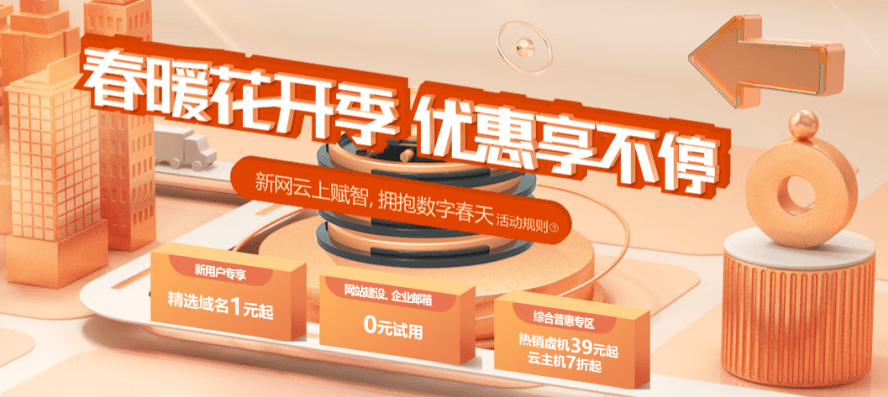 春暖花开季 优惠享不停
新网云上赋智,拥抱数字春天 活动规则?
新用户专享
精选域名1元起
网站建设、企业邮箱
0元试用
综合普惠专区
热销虚机39元起
云主机7折起